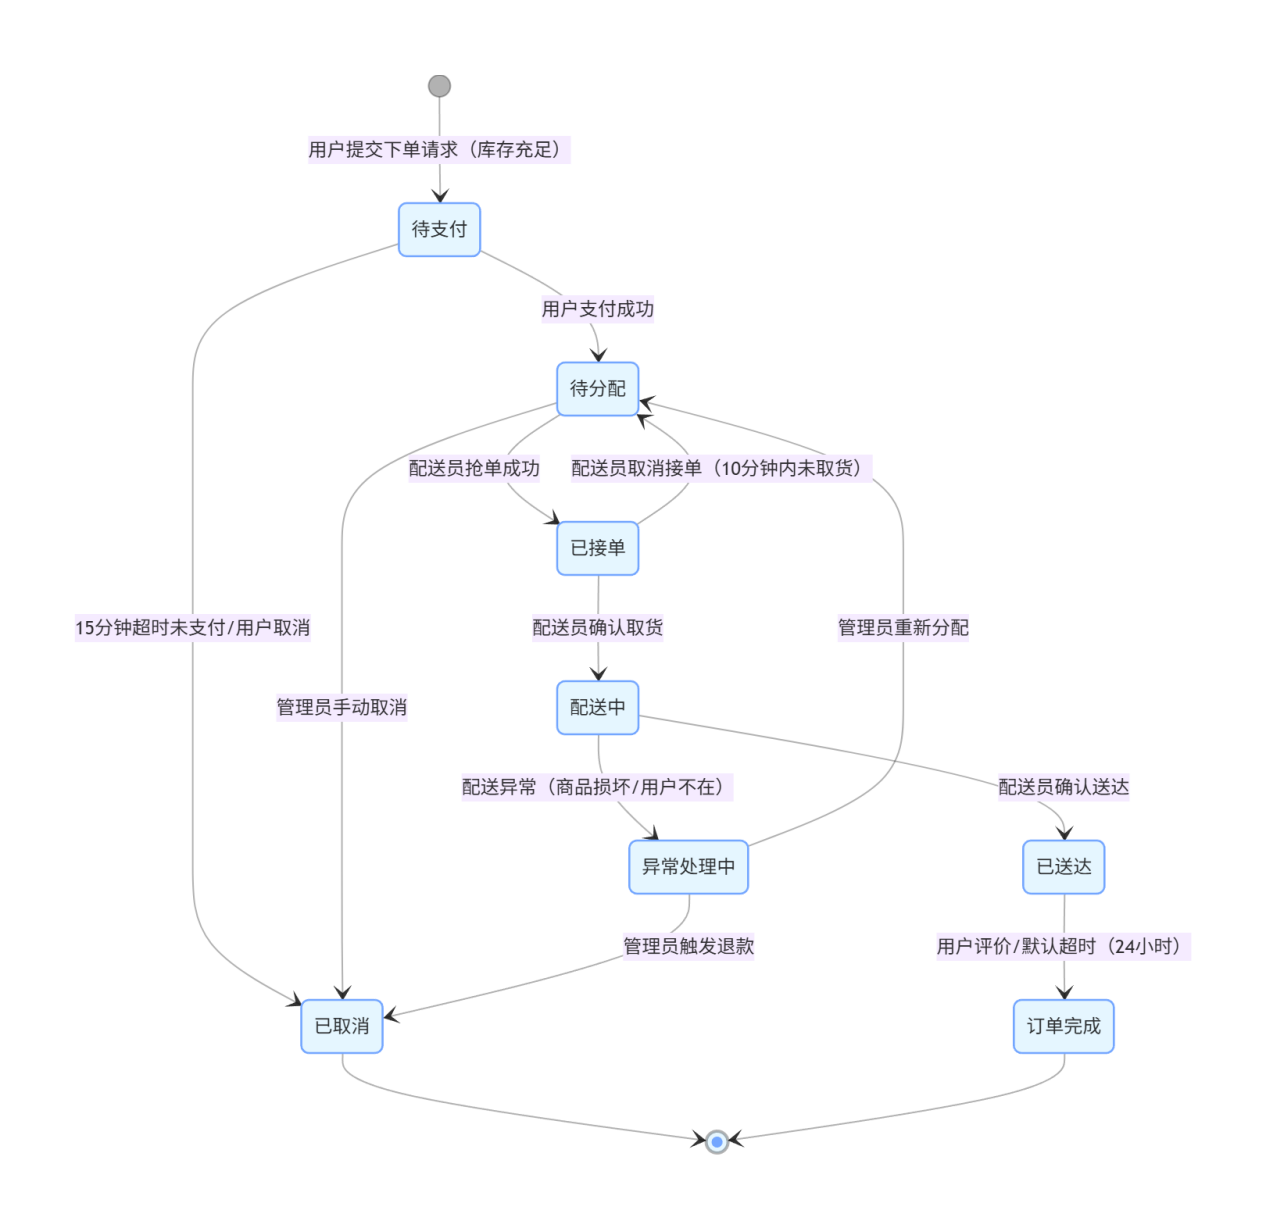 用户提交下单请求（库存充足）
待支付
用户支付成功
待分配
配送员抢单成功
配送员取消接单（10分钟内未取货）
已接单
15分钟超时未支付/用户取消
配送员确认取货
管理员重新分配
管理员手动取消
配送中
配送异常（商品损坏/用户不在）
配送员确认送达
异常处理中
已送达
管理员触发退款
用户评价/默认超时（24小时）
已取消
订单完成